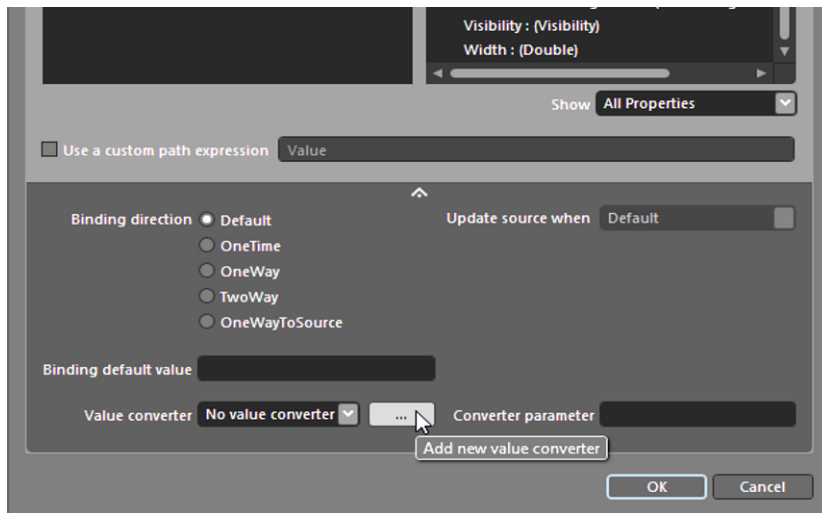 Visibility : (Visibility)
Width : (Double)
Show All Properties
Use a custom path expression Value
Binding direction Default Update source when Default
OneTime
OneWay
TwoWay
OneWayToSource
Binding default value
Value converter No value converter ... Converter parameter
Add new value converter
OK Cancel